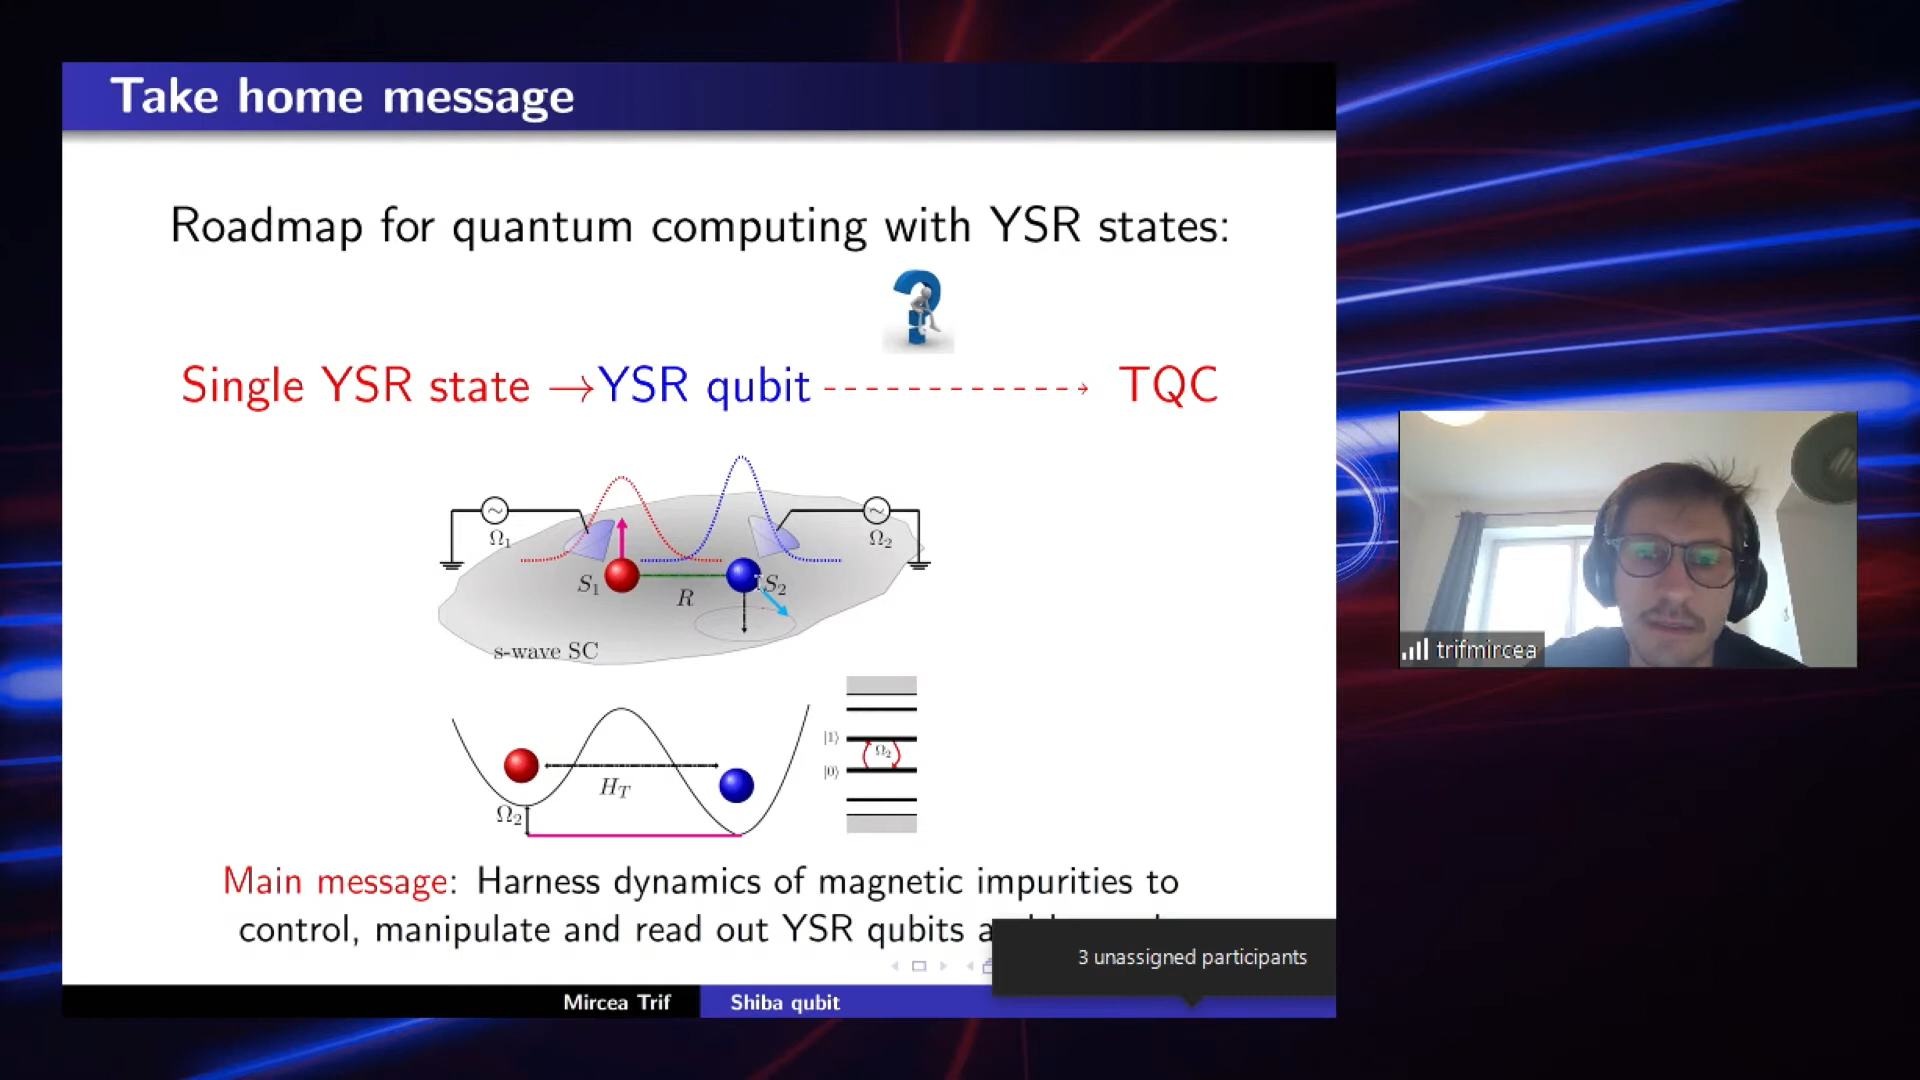 Take home message
Roadmap for quantum computing with YSR states:
Single YSR state →YSR qubit TQC
Ω₁
Ω₂
S₁
S₂
R
s-wave SC
H_T
Ω₂
|1⟩
Ω₂
|0⟩
Main message: Harness dynamics of magnetic impurities to
control, manipulate and read out YSR qubits
3 unassigned participants
Mircea Trif
Shiba qubit
trifmircea